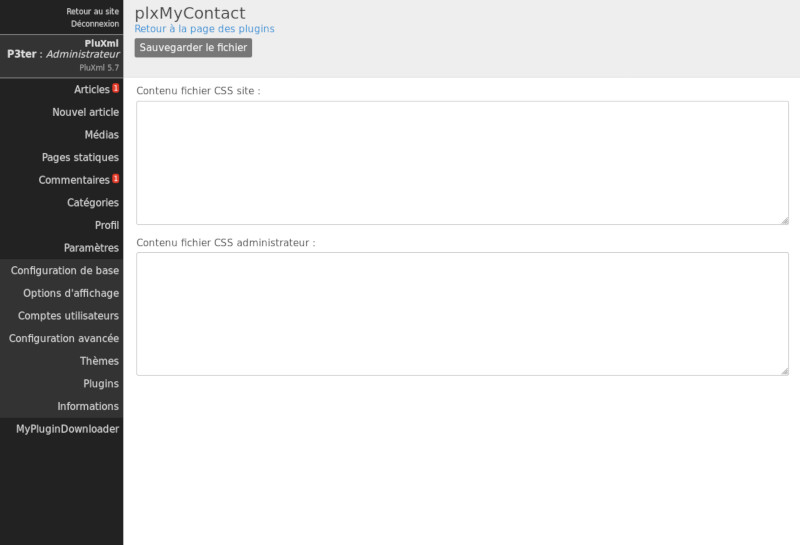 Retour au site
Déconnexion
PluXml
P3ter : Administrateur
PluXml 5.7
Articles 1
Nouvel article
Médias
Pages statiques
Commentaires 1
Catégories
Profil
Paramètres
Configuration de base
Options d'affichage
Comptes utilisateurs
Configuration avancée
Thèmes
Plugins
Informations
MyPluginDownloader
plxMyContact
Retour à la page des plugins
Sauvegarder le fichier
Contenu fichier CSS site :
Contenu fichier CSS administrateur :